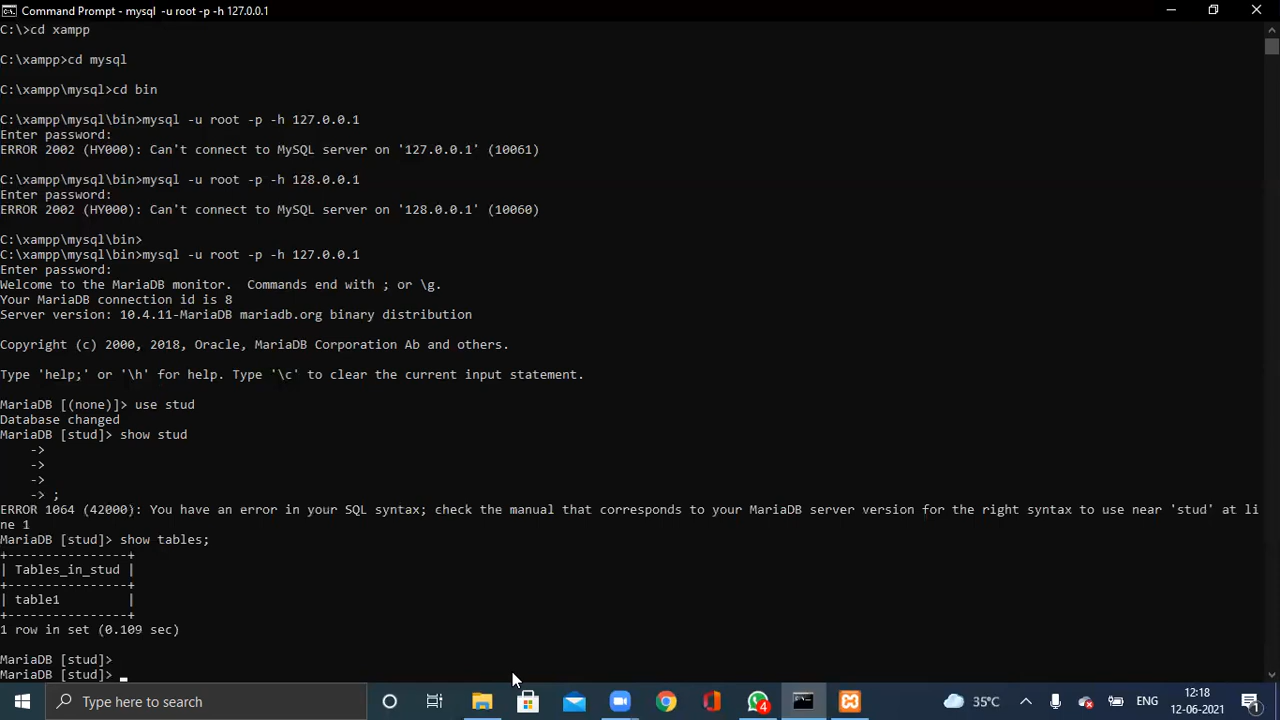 Command Prompt - mysql  -u root -p -h 127.0.0.1
C:\>cd xampp
C:\xampp>cd mysql
C:\xampp\mysql>cd bin
C:\xampp\mysql\bin>mysql -u root -p -h 127.0.0.1
Enter password:
ERROR 2002 (HY000): Can't connect to MySQL server on '127.0.0.1' (10061)
C:\xampp\mysql\bin>mysql -u root -p -h 128.0.0.1
Enter password:
ERROR 2002 (HY000): Can't connect to MySQL server on '128.0.0.1' (10060)
C:\xampp\mysql\bin>
C:\xampp\mysql\bin>mysql -u root -p -h 127.0.0.1
Enter password:
Welcome to the MariaDB monitor.  Commands end with ; or \g.
Your MariaDB connection id is 8
Server version: 10.4.11-MariaDB mariadb.org binary distribution
Copyright (c) 2000, 2018, Oracle, MariaDB Corporation Ab and others.
Type 'help;' or '\h' for help. Type '\c' to clear the current input statement.
MariaDB [(none)]> use stud
Database changed
MariaDB [stud]> show stud
    ->
    ->
    ->
    -> ;
ERROR 1064 (42000): You have an error in your SQL syntax; check the manual that corresponds to your MariaDB server version for the right syntax to use near 'stud' at li
ne 1
MariaDB [stud]> show tables;
+----------------+
| Tables_in_stud |
+----------------+
| table1         |
+----------------+
1 row in set (0.109 sec)
MariaDB [stud]>
MariaDB [stud]> _
Type here to search
4
35°C
ENG
12:18
12-06-2021
1